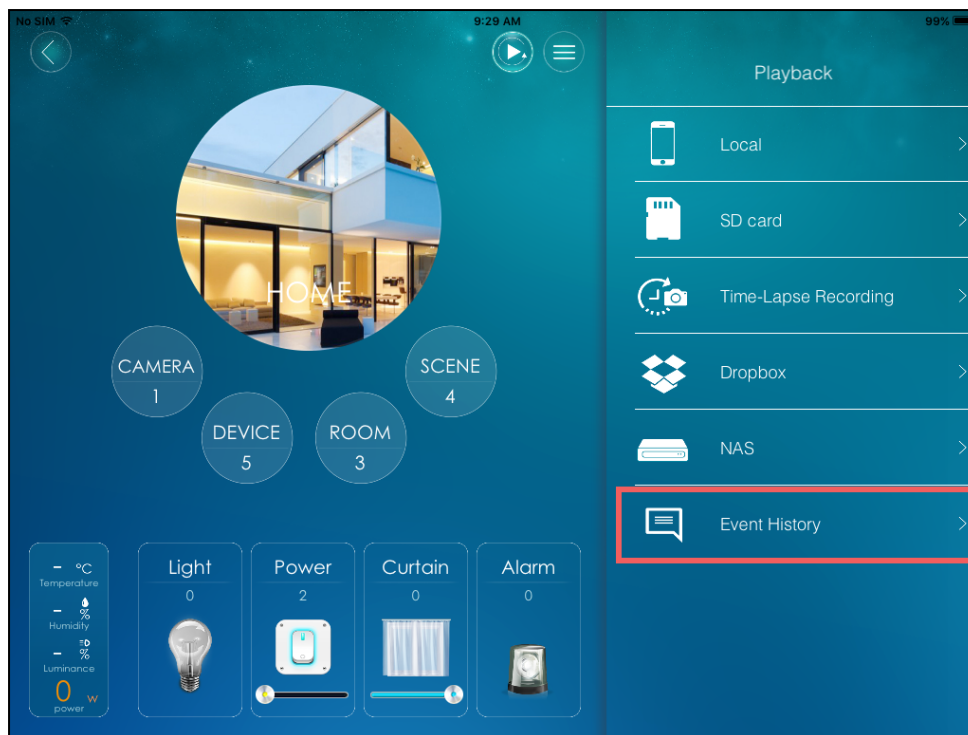 No SIM
9:29 AM
99%
Playback
HOME
CAMERA
1
DEVICE
5
ROOM
3
SCENE
4
Local
SD card
Time-Lapse Recording
Dropbox
NAS
Event History
- °C
Temperature
- %
Humidity
- %
Luminance
0 w
power
Light
0
Power
2
Curtain
0
Alarm
0